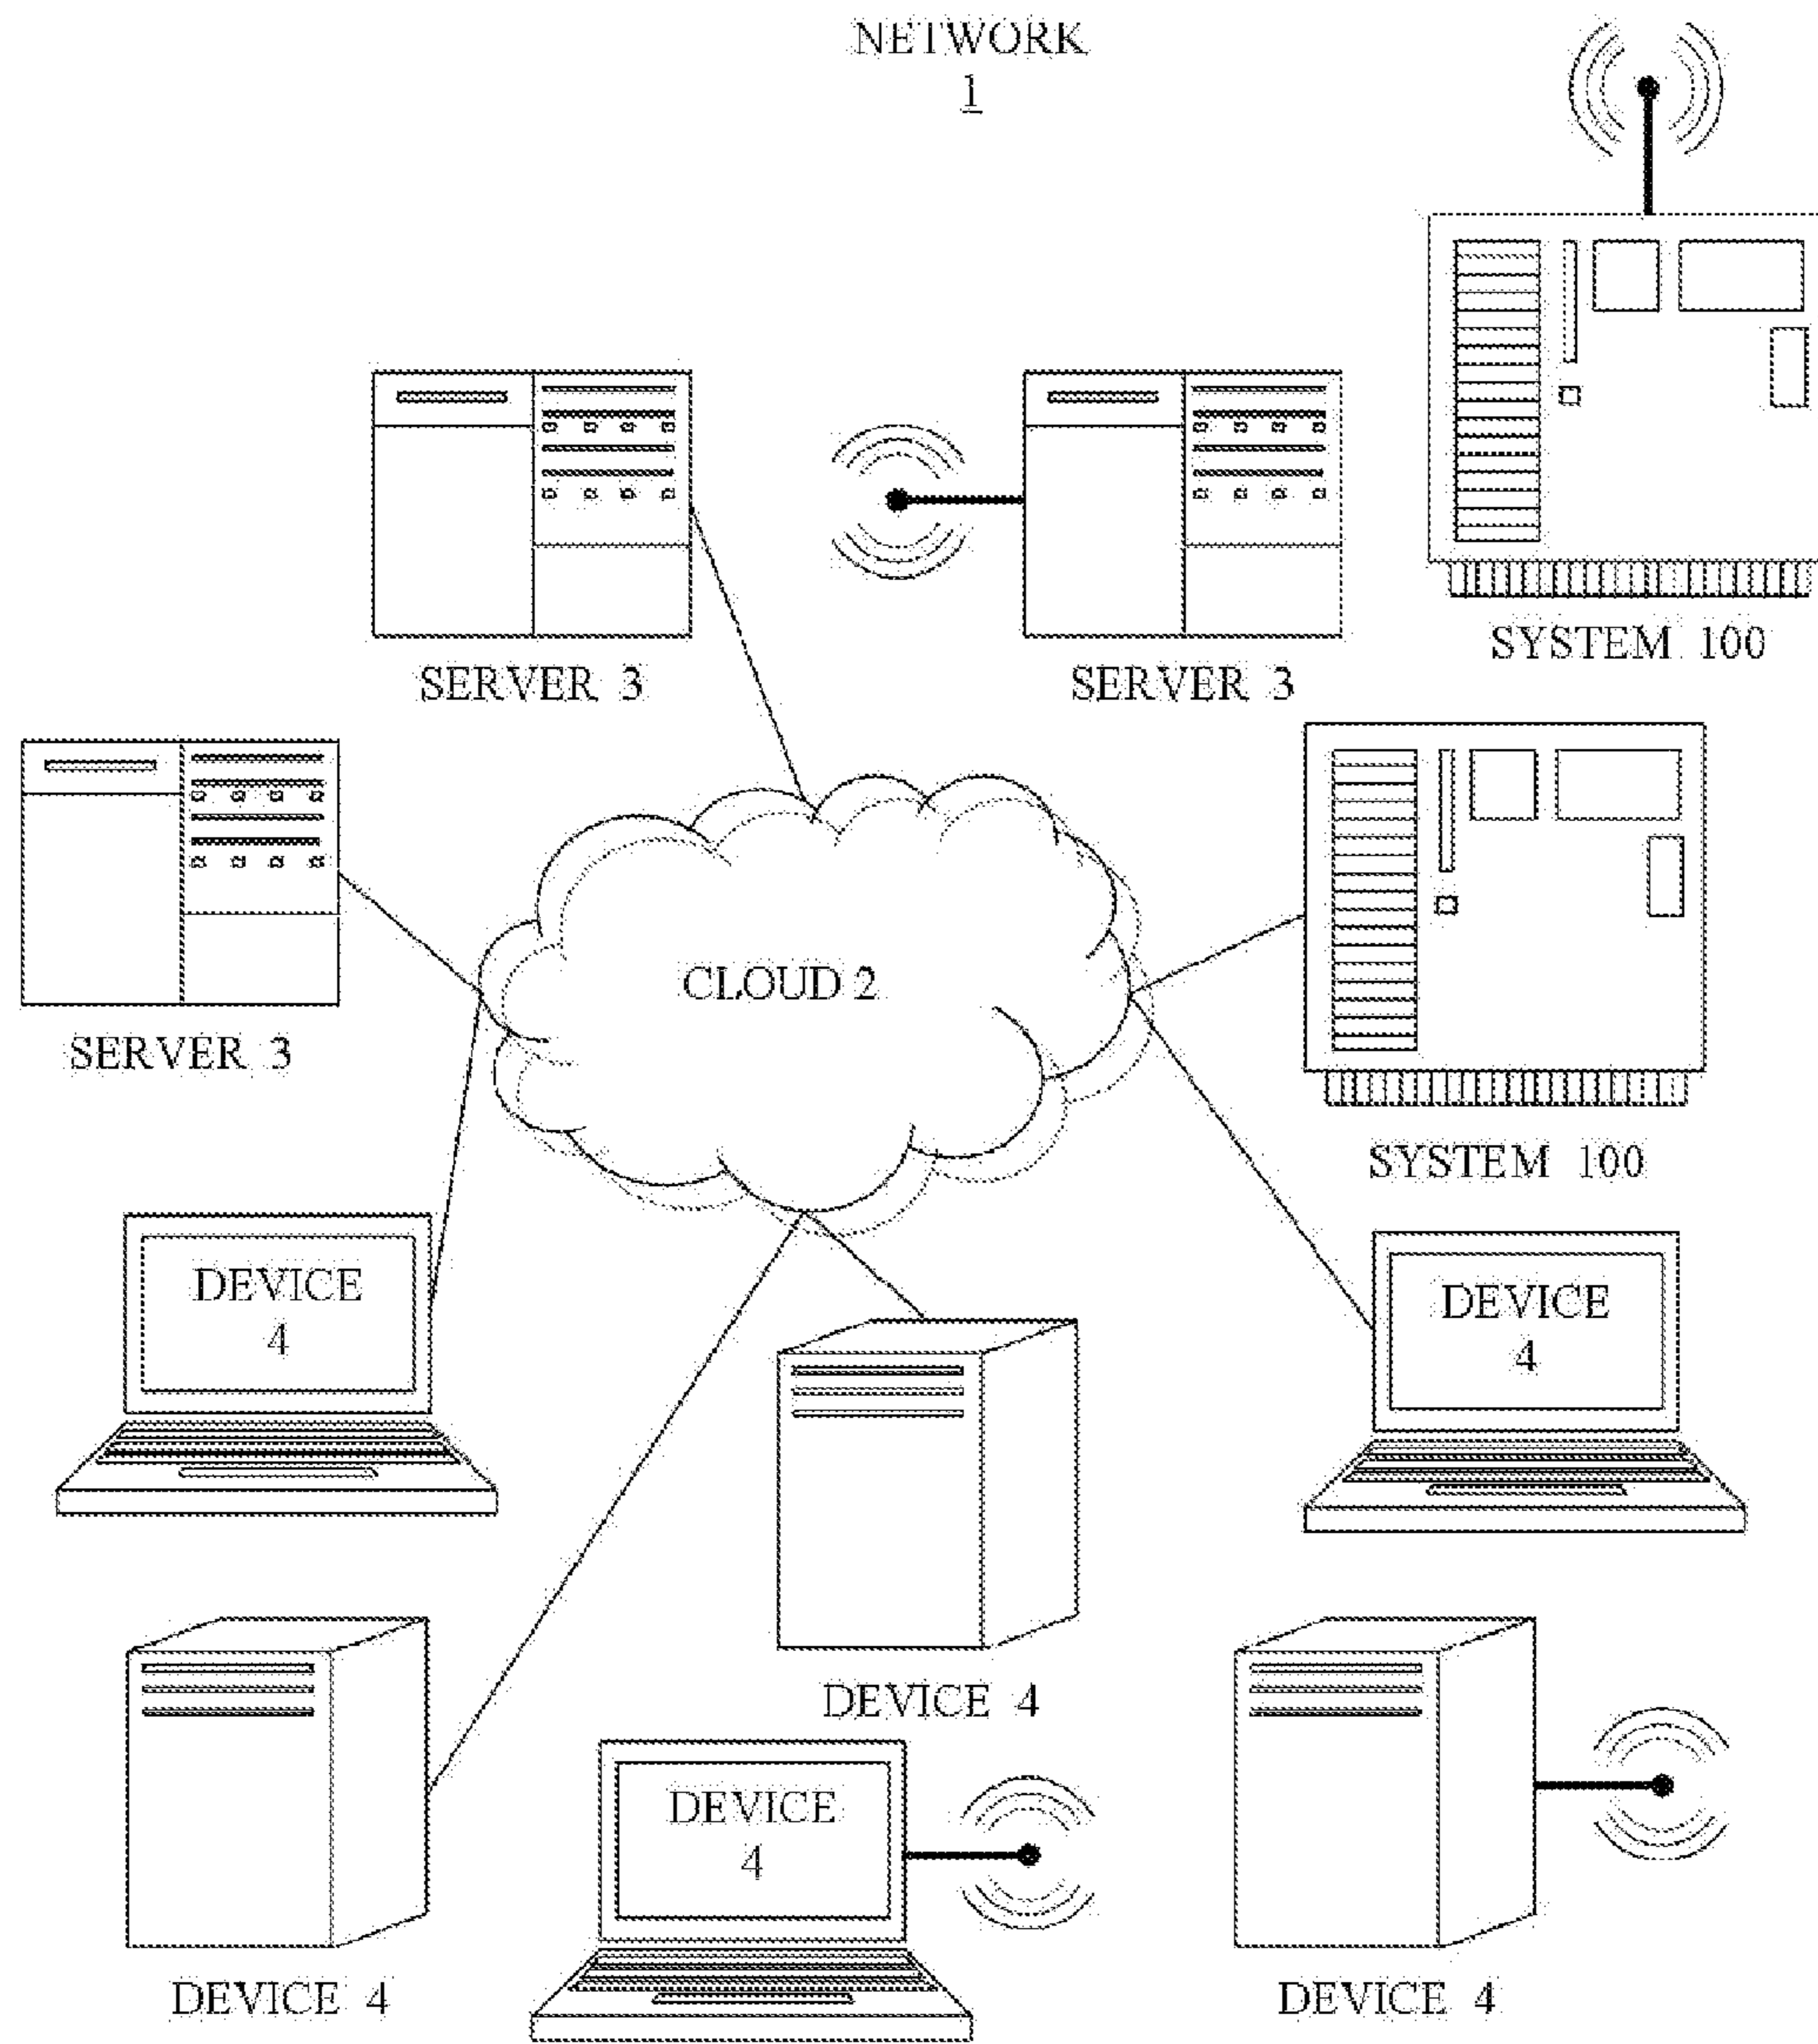 NETWORK
1
SYSTEM 100
SERVER 3
SERVER 3
SERVER 3
CLOUD 2
SYSTEM 100
DEVICE
4
DEVICE
4
DEVICE 4
DEVICE
4
DEVICE 4
DEVICE 4